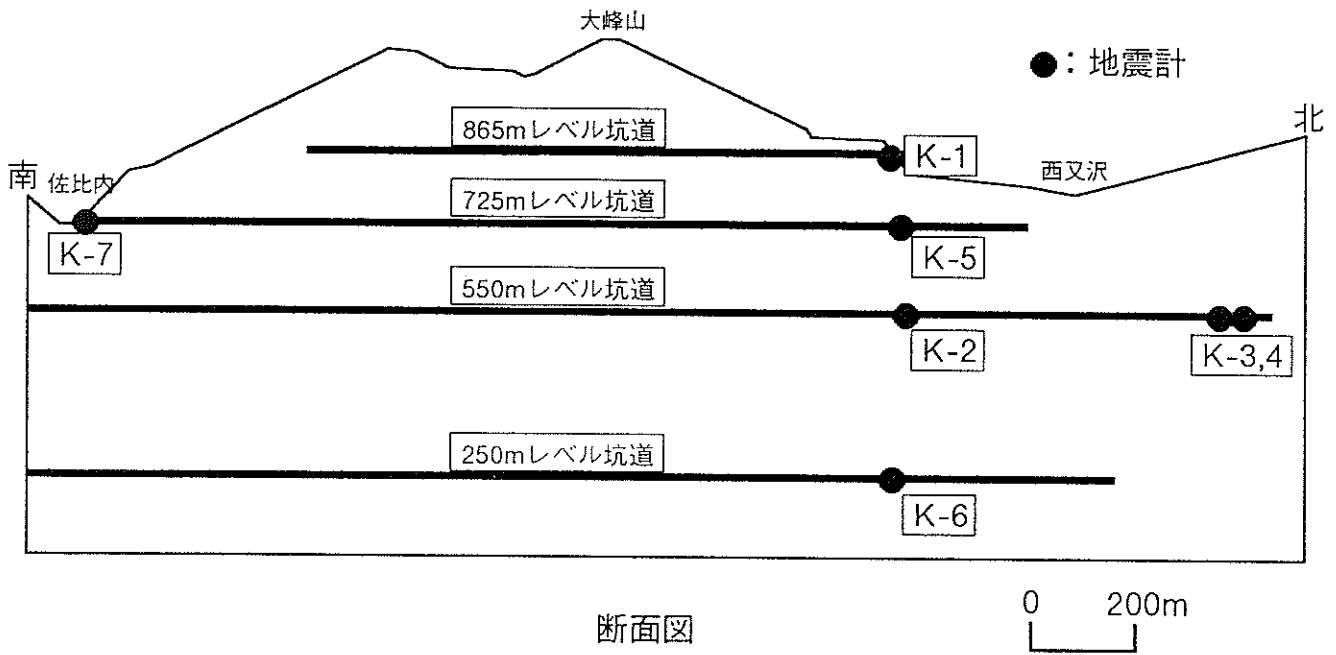 大峰山
●：地震計
865mレベル坑道
北
K-1
南
佐比内
西又沢
725mレベル坑道
K-7
K-5
550mレベル坑道
K-2
K-3,4
250mレベル坑道
K-6
0 200m
断面図